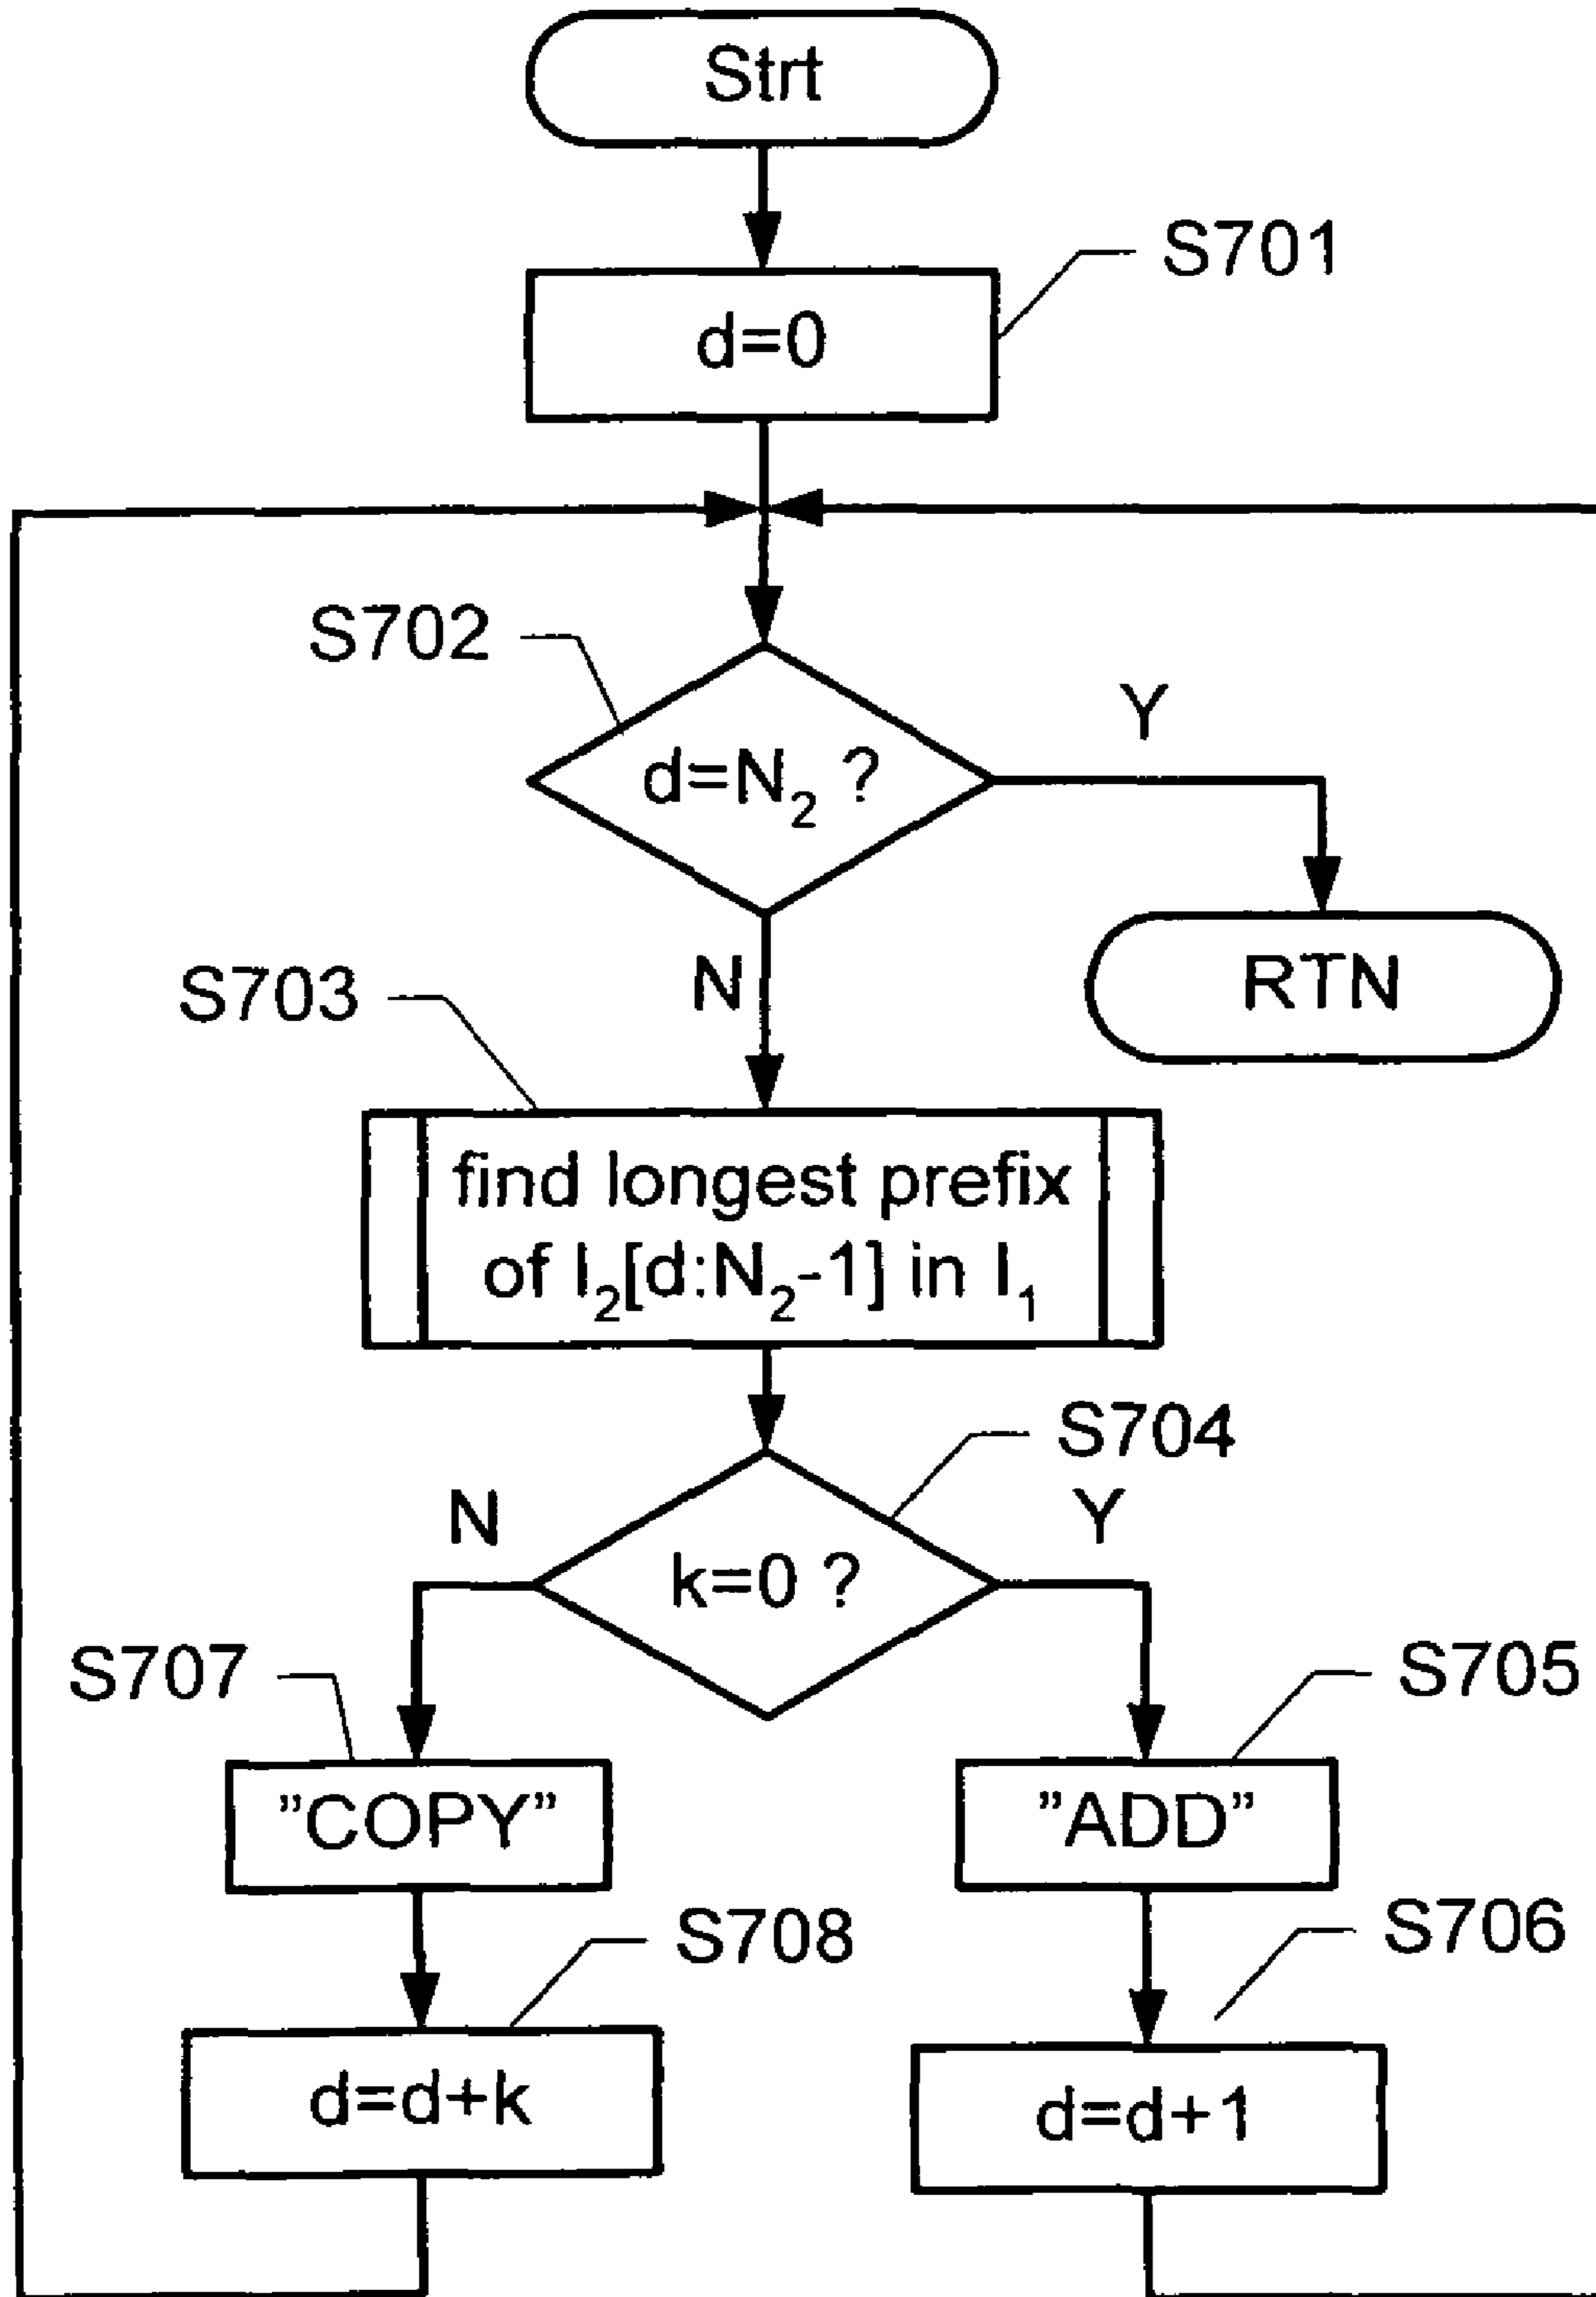 Strt
S701
d=0
S702
Y
d=N₂ ?
RTN
N
S703
find longest prefix
of I₂[d:N₂-1] in I₁
S704
N
Y
k=0 ?
S707
S705
”COPY”
”ADD”
S708
S706
d=d+k
d=d+1